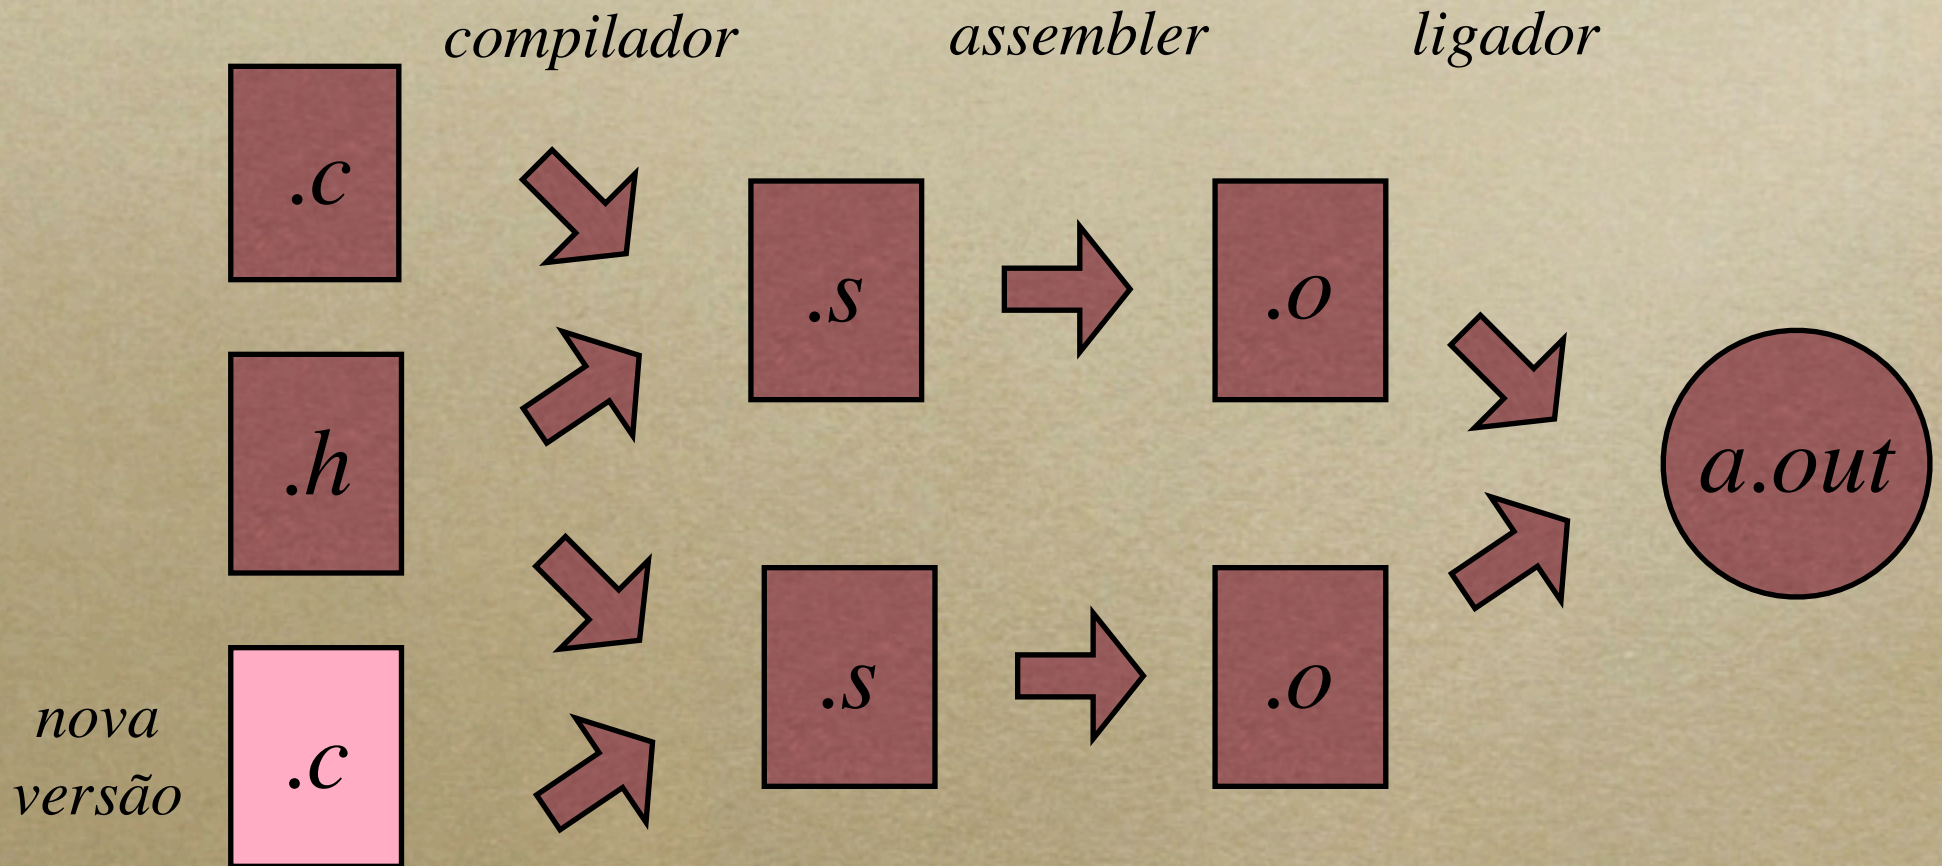 compilador
assembler
ligador
.c
.s
.o
.h
a.out
.s
.o
nova
versão
.c